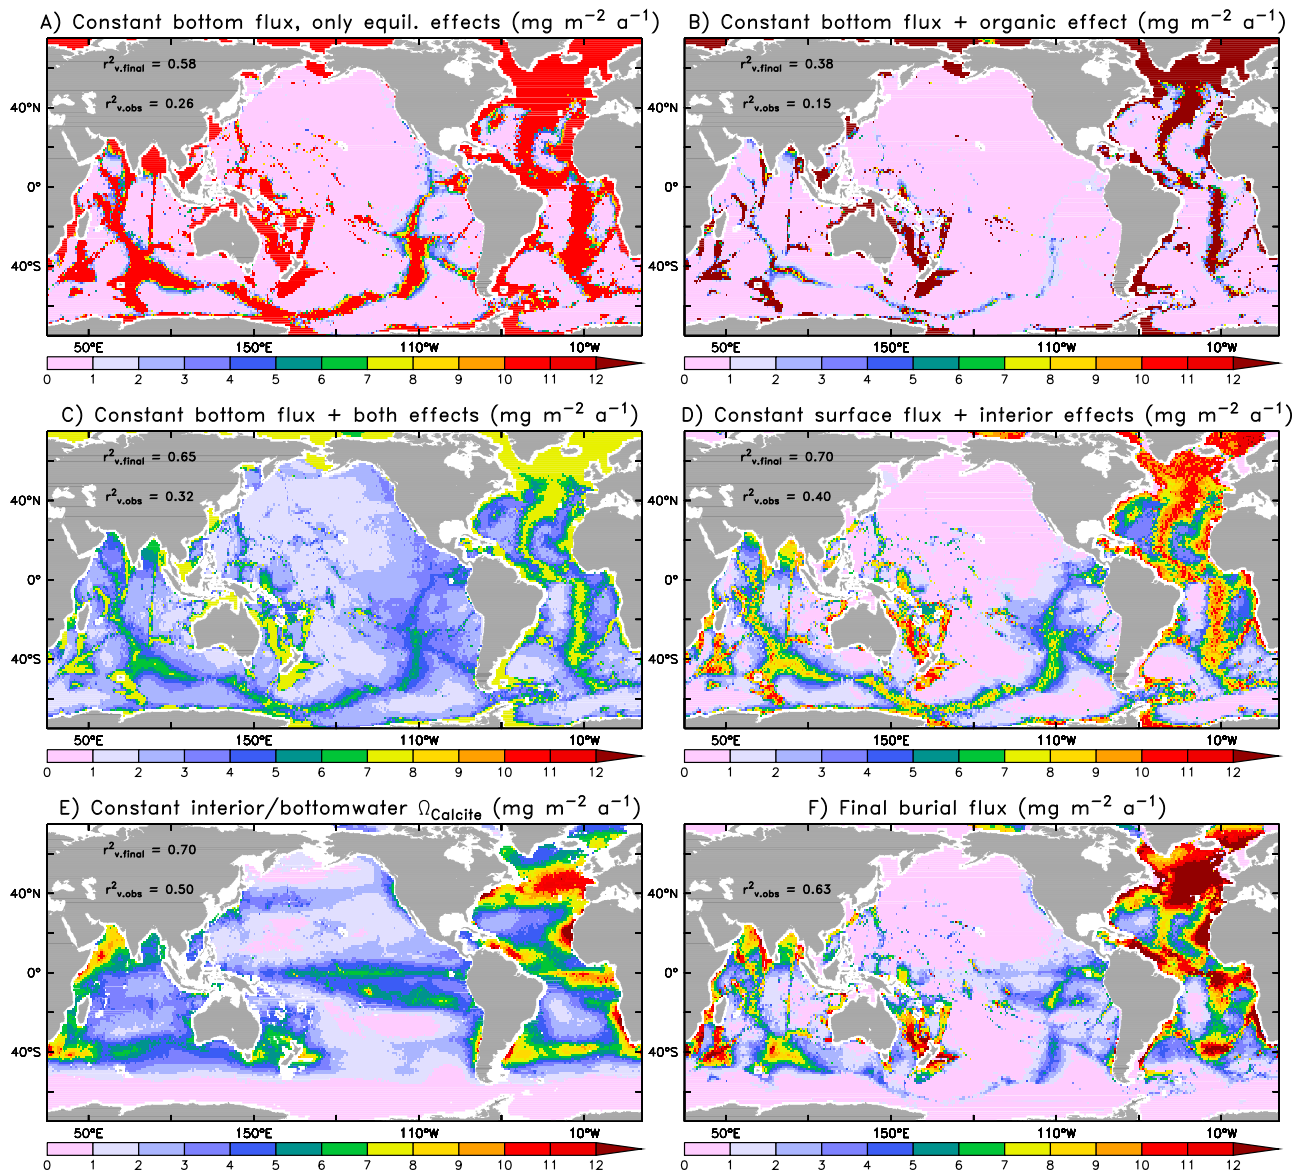 A) Constant bottom flux, only equil. effects (mg m⁻² a⁻¹)
r²v.final = 0.58
r²v.obs = 0.26
40°N
0°
40°S
50°E 150°E 110°W 10°W
0 1 2 3 4 5 6 7 8 9 10 11 12
B) Constant bottom flux + organic effect (mg m⁻² a⁻¹)
r²v.final = 0.38
r²v.obs = 0.15
40°N
0°
40°S
50°E 150°E 110°W 10°W
0 1 2 3 4 5 6 7 8 9 10 11 12
C) Constant bottom flux + both effects (mg m⁻² a⁻¹)
r²v.final = 0.65
r²v.obs = 0.32
40°N
0°
40°S
50°E 150°E 110°W 10°W
0 1 2 3 4 5 6 7 8 9 10 11 12
D) Constant surface flux + interior effects (mg m⁻² a⁻¹)
r²v.final = 0.70
r²v.obs = 0.40
40°N
0°
40°S
50°E 150°E 110°W 10°W
0 1 2 3 4 5 6 7 8 9 10 11 12
E) Constant interior/bottomwater ΩCalcite (mg m⁻² a⁻¹)
r²v.final = 0.70
r²v.obs = 0.50
40°N
0°
40°S
50°E 150°E 110°W 10°W
0 1 2 3 4 5 6 7 8 9 10 11 12
F) Final burial flux (mg m⁻² a⁻¹)
r²v.obs = 0.63
40°N
0°
40°S
50°E 150°E 110°W 10°W
0 1 2 3 4 5 6 7 8 9 10 11 12